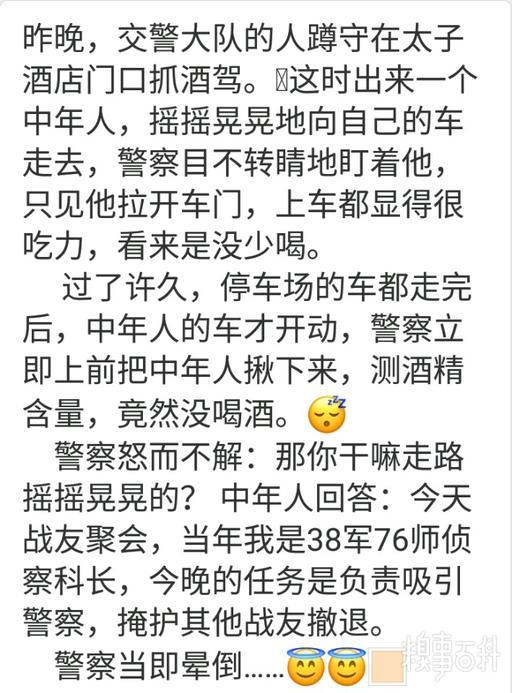 昨晚，交警大队的人蹲守在太子
酒店门口抓酒驾。这时出来一个
中年人，摇摇晃晃地向自己的车
走去，警察目不转睛地盯着他，
只见他拉开车门，上车都显得很
吃力，看来是没少喝。
过了许久，停车场的车都走完
后，中年人的车才开动，警察立
即上前把中年人揪下来，测酒精
含量，竟然没喝酒。😴
警察怒而不解：那你干嘛走路
摇摇晃晃的？ 中年人回答：今天
战友聚会，当年我是38军76师侦
察科长，今晚的任务是负责吸引
警察，掩护其他战友撤退。
警察当即晕倒……😇😇
糗事百科